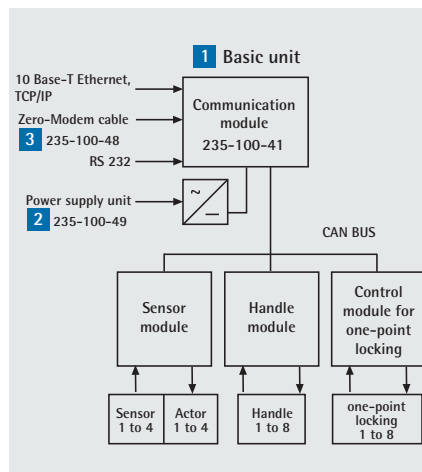 1 Basic unit
10 Base-T Ethernet,
TCP/IP
Zero-Modem cable
3 235-100-48
RS 232
Communication
module
235-100-41
~
—
Power supply unit
2 235-100-49
CAN BUS
Sensor
module
Handle
module
Control
module for
one-point
locking
Sensor
1 to 4
Actor
1 to 4
Handle
1 to 8
one-point
locking
1 to 8